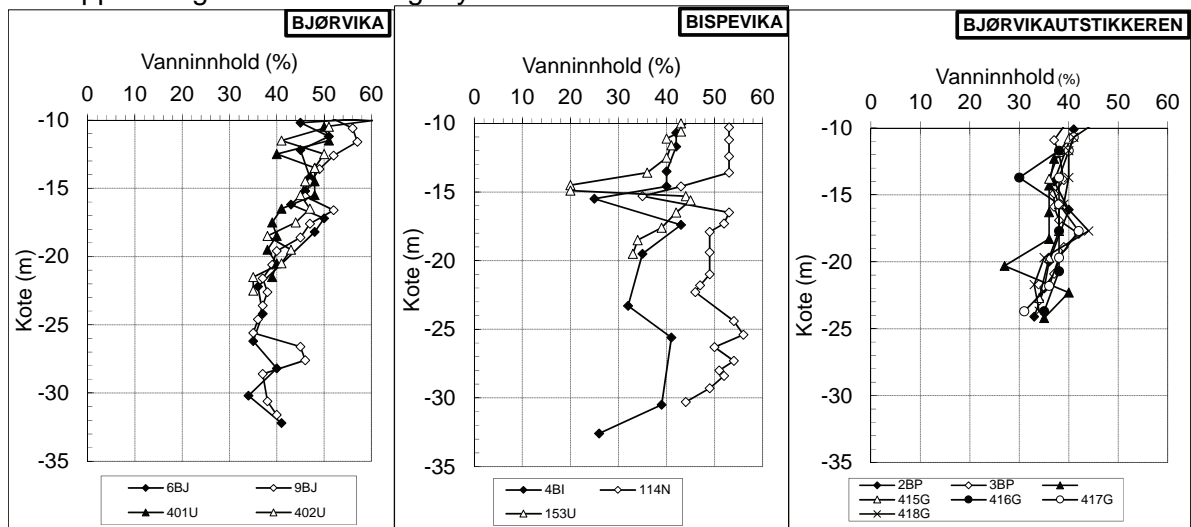 BJØRVIKA
Vanninnhold (%)
0 10 20 30 40 50 60
-10
-15
-20
-25
-30
-35
Kote (m)
6BJ 9BJ
401U 402U
BISPEVIKA
Vanninnhold (%)
0 10 20 30 40 50 60
-10
-15
-20
-25
-30
-35
Kote (m)
4BI 114N
153U
BJØRVIKAUTSTIKKEREN
Vanninnhold (%)
0 10 20 30 40 50 60
-10
-15
-20
-25
-30
-35
Kote (m)
2BP 3BP
415G 416G 417G
418G